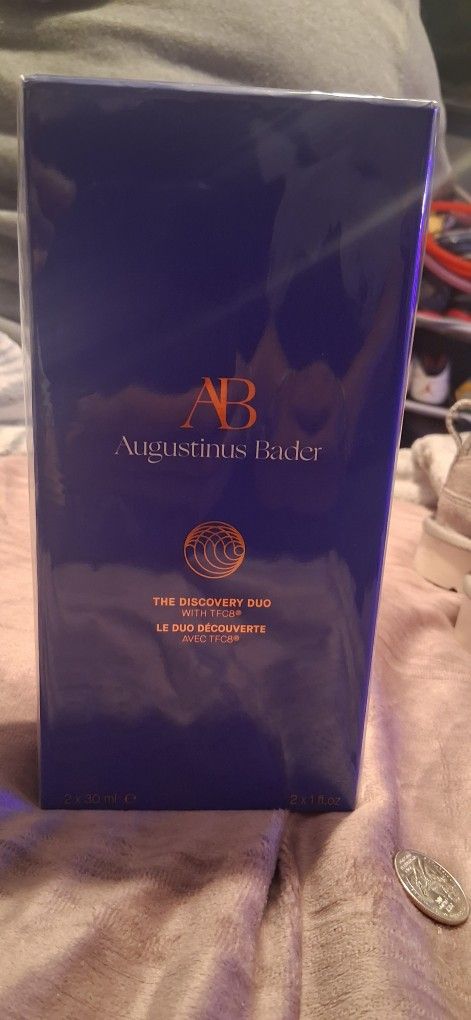 AB
Augustinus Bader
THE DISCOVERY DUO
WITH TFC8®
LE DUO DÉCOUVERTE
AVEC TFC8®
2 x 30 ml ℮
2 x 1 fl.oz